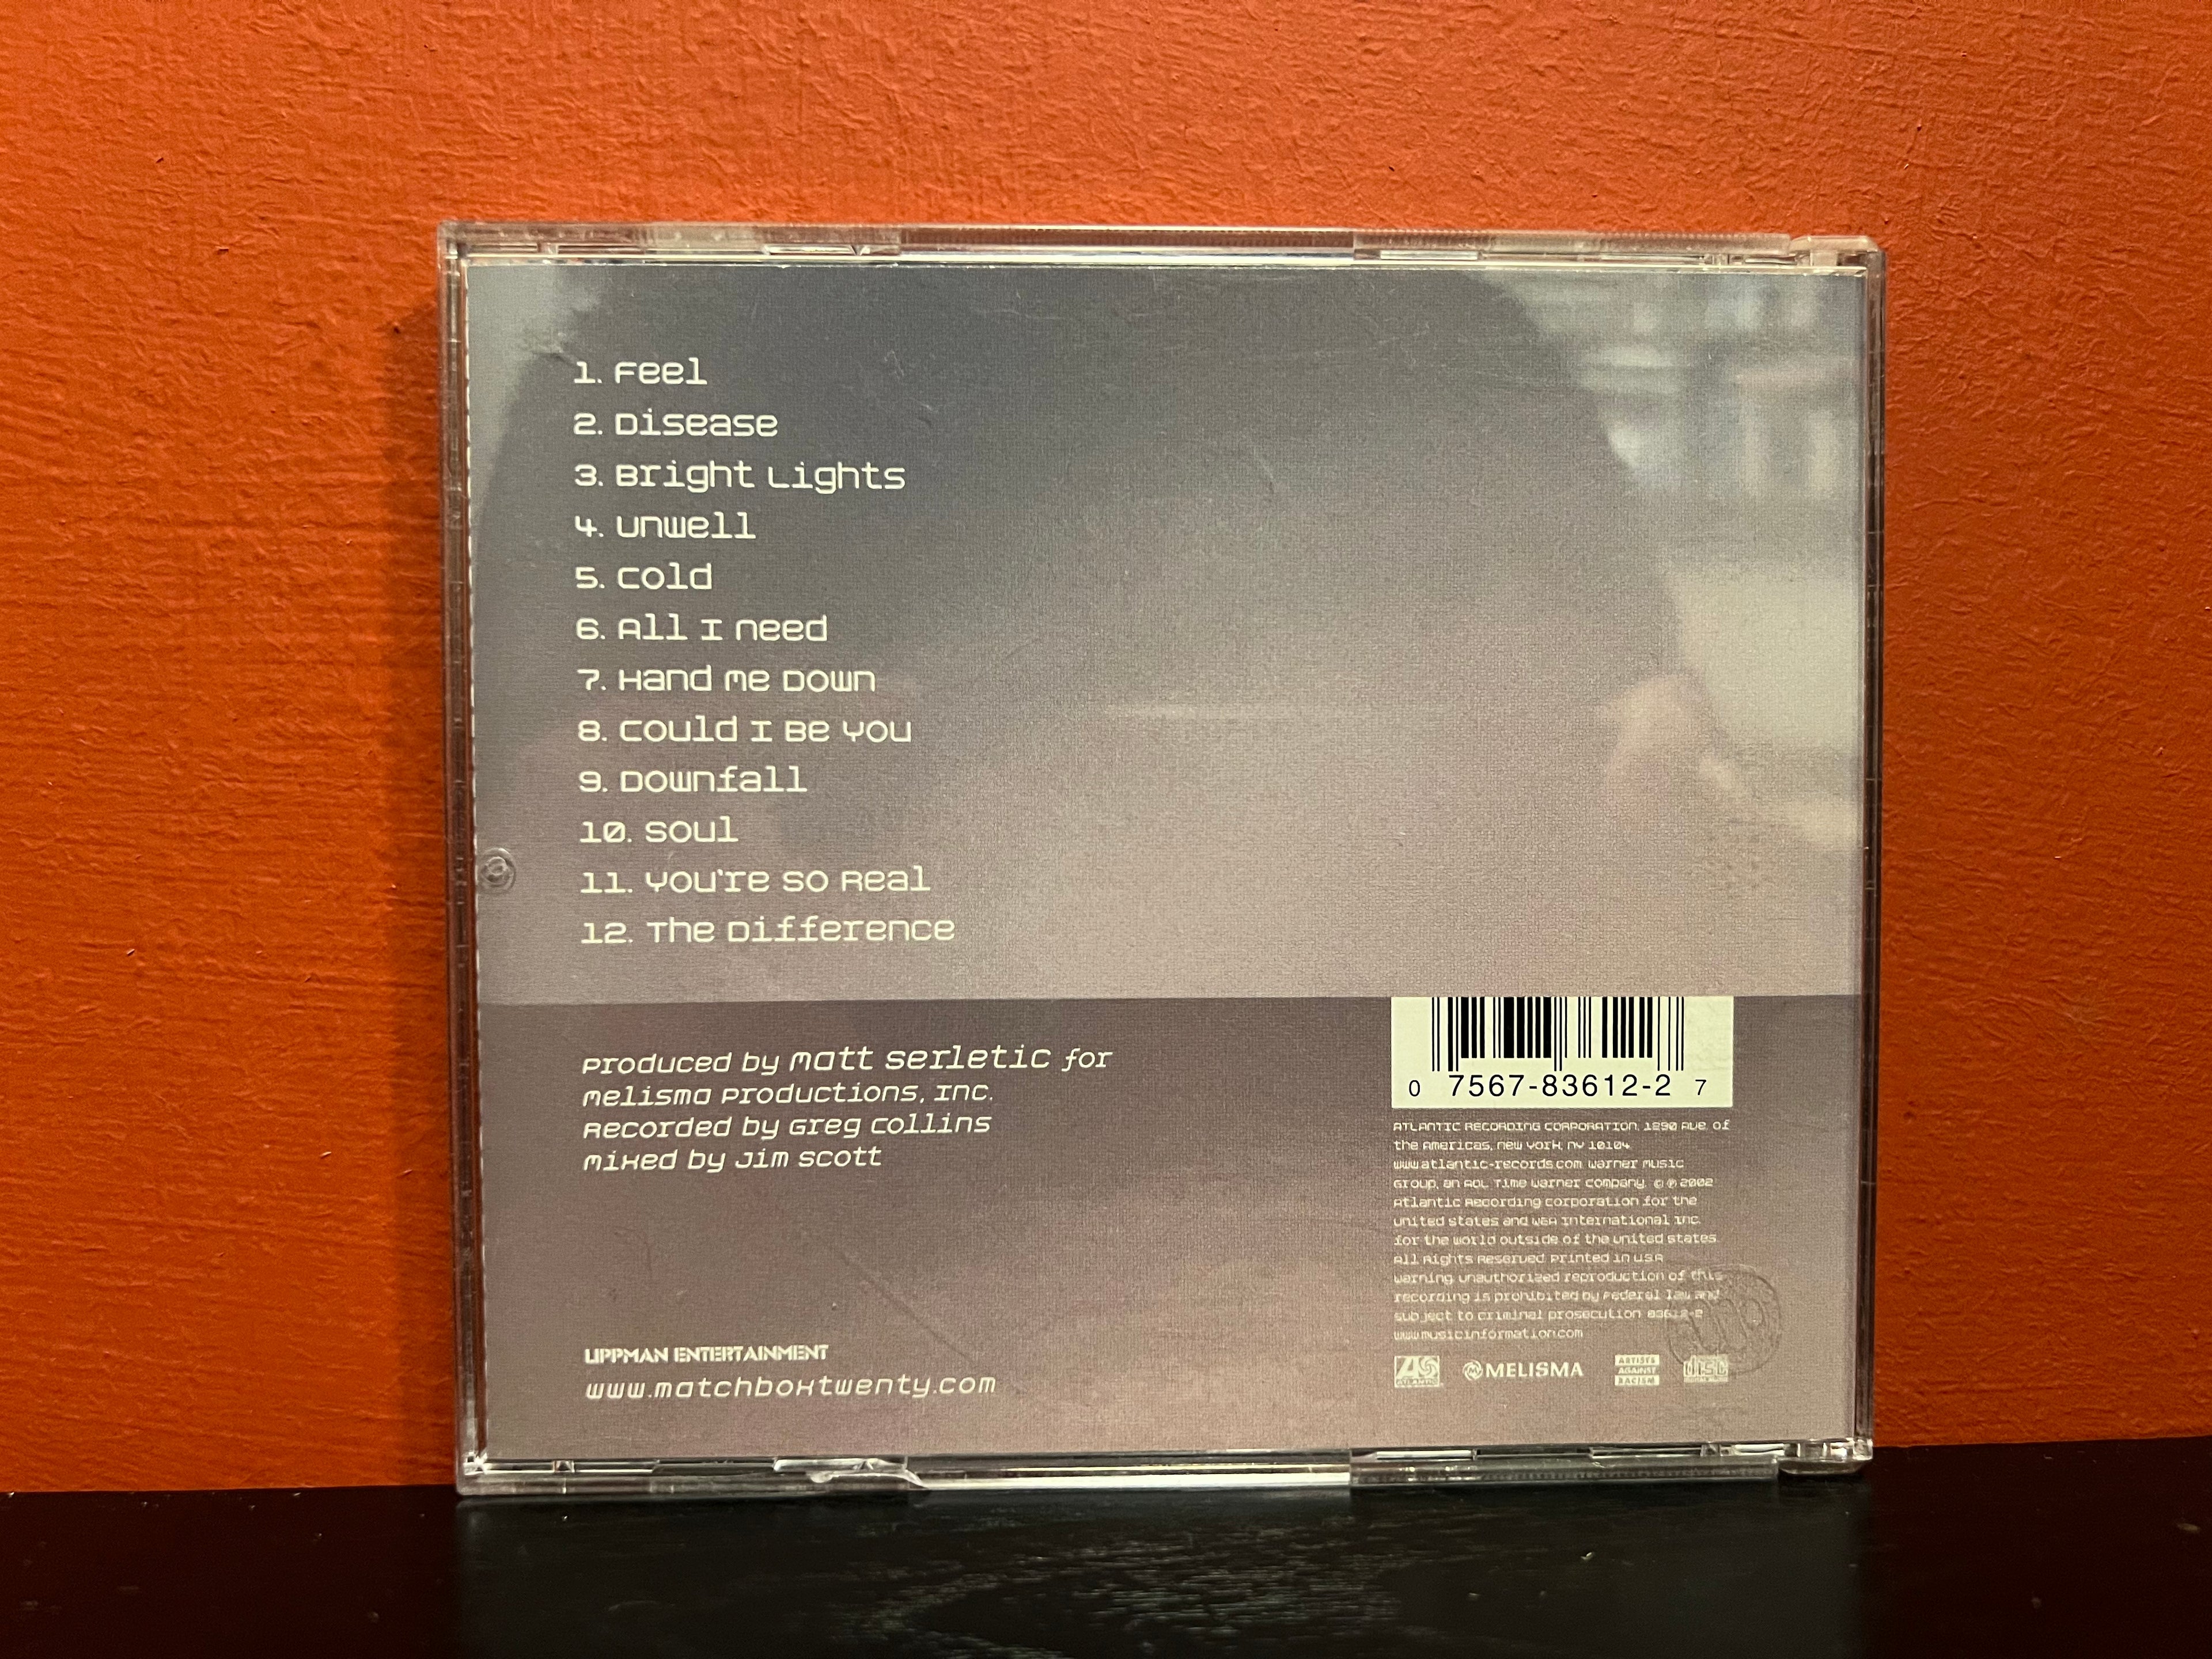 1. Feel
2. Disease
3. Bright Lights
4. Unwell
5. Cold
6. All I Need
7. Hand Me Down
8. Could I Be You
9. Downfall
10. Soul
11. You're So Real
12. The Difference
Produced by Matt Serletic for
Melisma Productions, Inc.
Recorded by Greg Collins
Mixed by Jim Scott
LIPPMAN ENTERTAINMENT
www.matchboxtwenty.com
0 7567-83612-2 7
Atlantic Recording Corporation, 1290 Ave. of
the Americas, New York, NY 10104.
www.atlantic-records.com Warner Music
Group, an AOL Time Warner Company. © ℗ 2002
Atlantic Recording Corporation for the
United States and WEA International Inc.
for the world outside of the United States.
All Rights Reserved. Printed in U.S.A.
Warning: Unauthorized reproduction of this
recording is prohibited by Federal law and
subject to criminal prosecution. 83612-2
www.musicinformation.com
ATLANTIC
MELISMA
ARTISTS
AGAINST
RACISM
disc